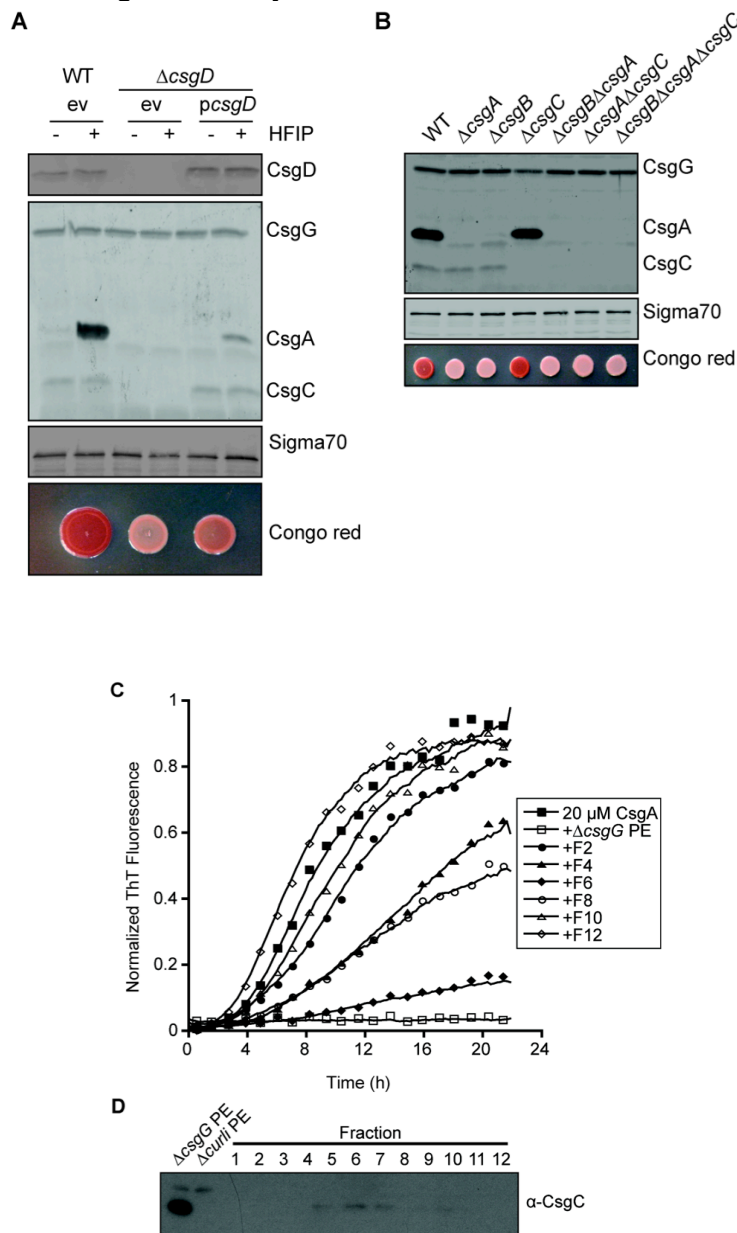 A
WT ΔcsgD
ev ev pcsgD
- + - + - + HFIP
CsgD
CsgG
CsgA
CsgC
Sigma70
Congo red
B
WT ΔcsgA ΔcsgB ΔcsgC ΔcsgBΔcsgA ΔcsgAΔcsgC ΔcsgBΔcsgAΔcsgC
CsgG
CsgA
CsgC
Sigma70
Congo red
C
Normalized ThT Fluorescence
1
0.8
0.6
0.4
0.2
0
0 4 8 12 16 20 24
Time (h)
20 µM CsgA
+ΔcsgG PE
+F2
+F4
+F6
+F8
+F10
+F12
D
ΔcsgG PE
Δcurli PE
Fraction
1 2 3 4 5 6 7 8 9 10 11 12
α-CsgC